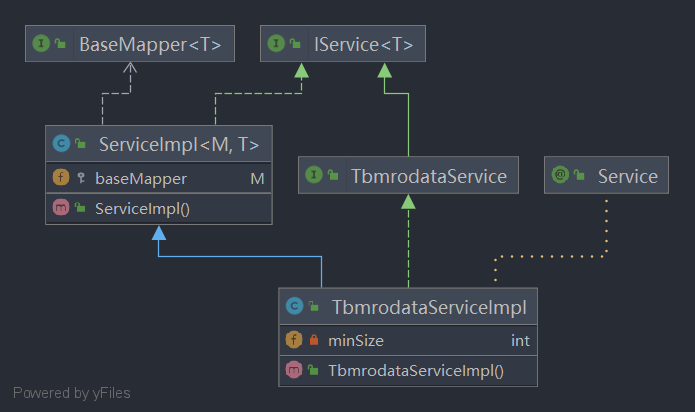 BaseMapper<T>
IService<T>
ServiceImpl<M, T>
baseMapper M
ServiceImpl()
TbmrodataService
Service
TbmrodataServiceImpl
minSize int
TbmrodataServiceImpl()
Powered by yFiles